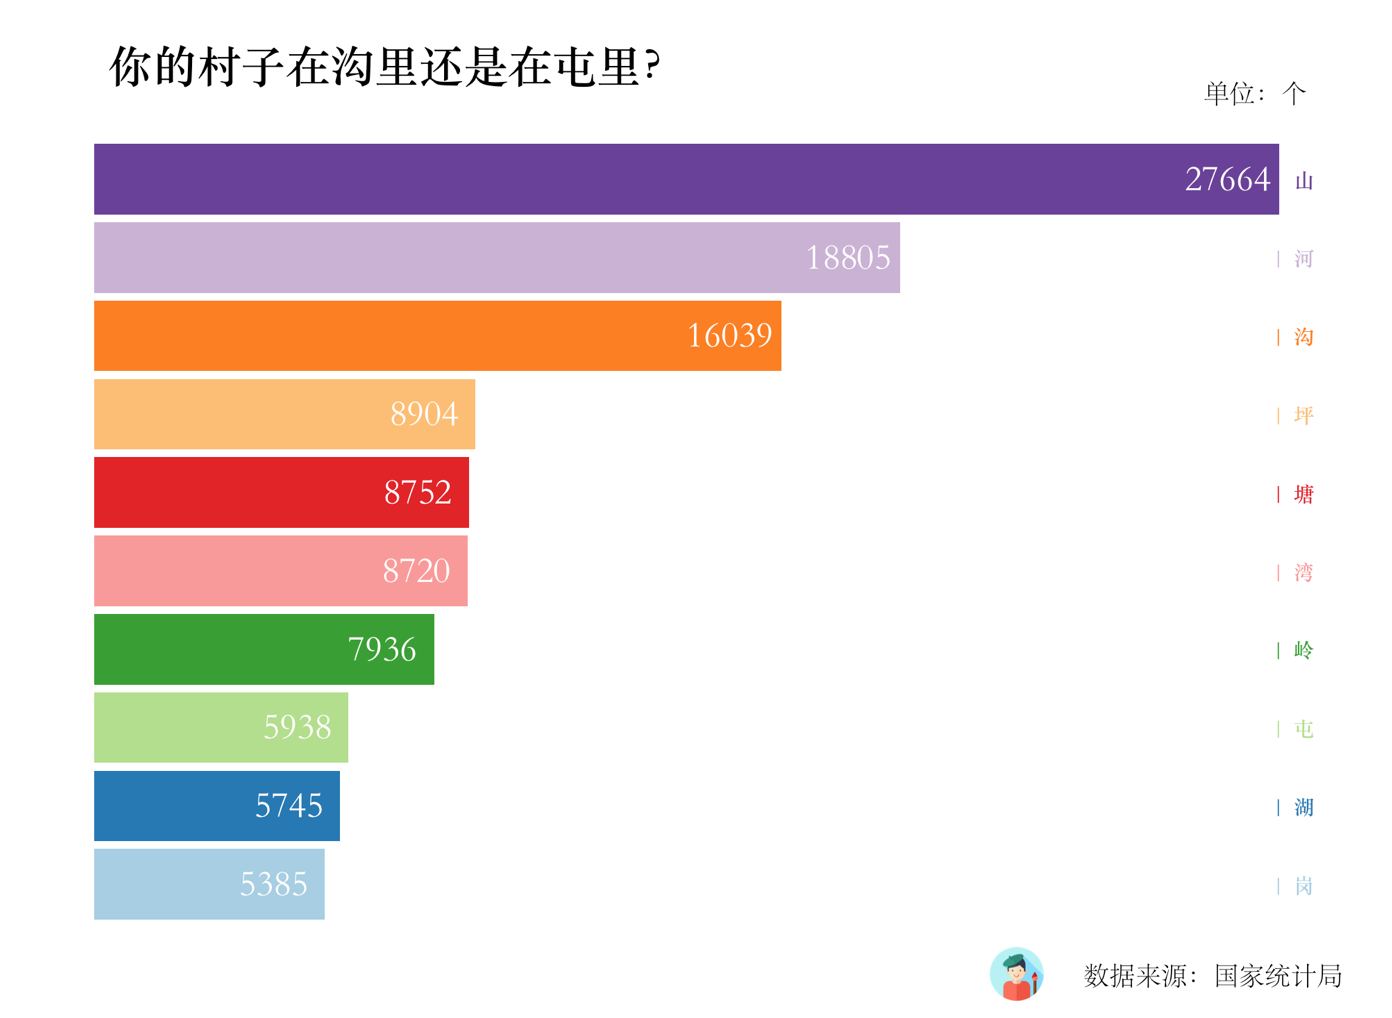 你的村子在沟里还是在屯里?
单位：个
27664 山
18805 | 河
16039 | 沟
8904 | 坪
8752 | 塘
8720 | 湾
7936 | 岭
5938 | 屯
5745 | 湖
5385 | 岗
数据来源：国家统计局